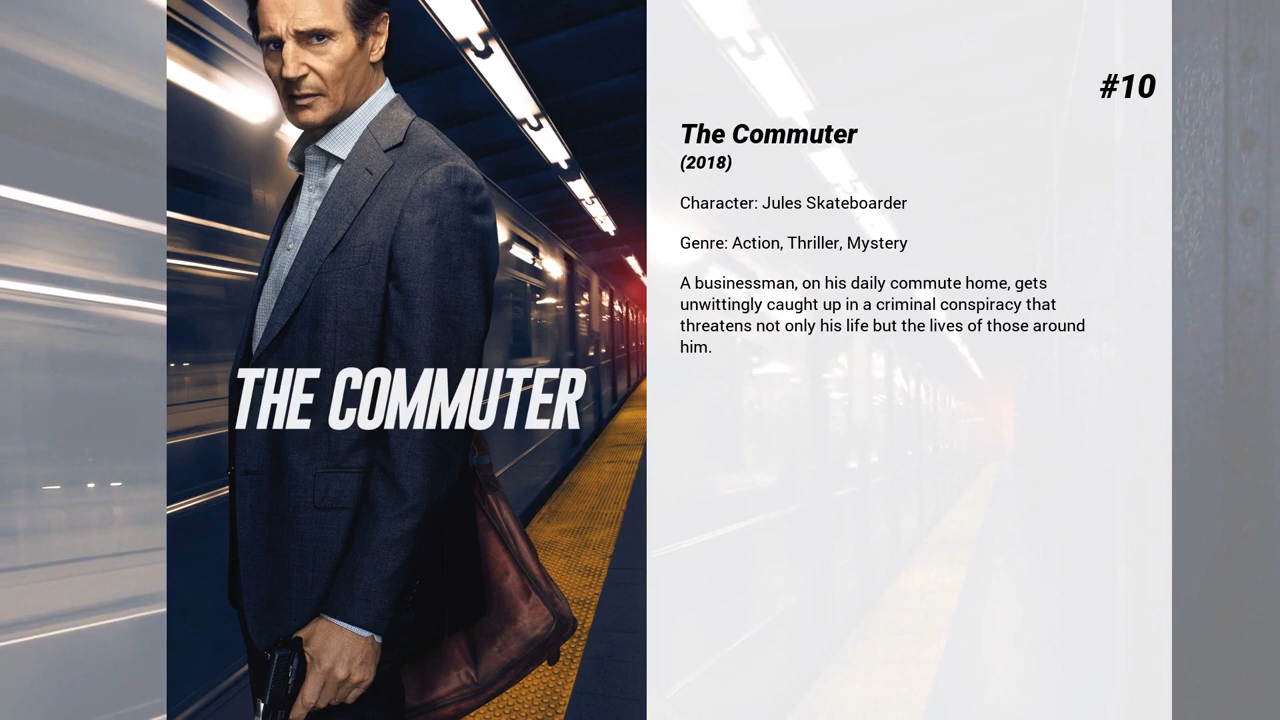 THE COMMUTER
#10
The Commuter
(2018)
Character: Jules Skateboarder
Genre: Action, Thriller, Mystery
A businessman, on his daily commute home, gets
unwittingly caught up in a criminal conspiracy that
threatens not only his life but the lives of those around
him.